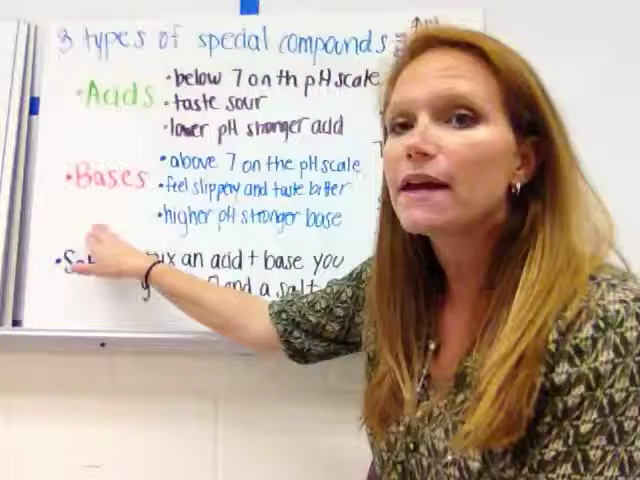 3 types of special compounds
• Acids
• below 7 on th pH scale
• taste sour
• lower pH stronger acid
• Bases
• above 7 on the pH scale
• feel slippery and taste bitter
• higher pH stronger base
• mix an acid + base you
and a salt